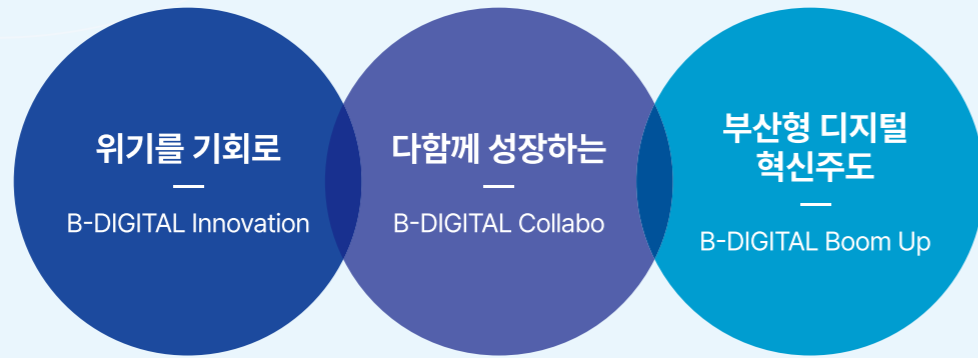 위기를 기회로
B-DIGITAL Innovation
다함께 성장하는
B-DIGITAL Collabo
부산형 디지털
혁신주도
B-DIGITAL Boom Up